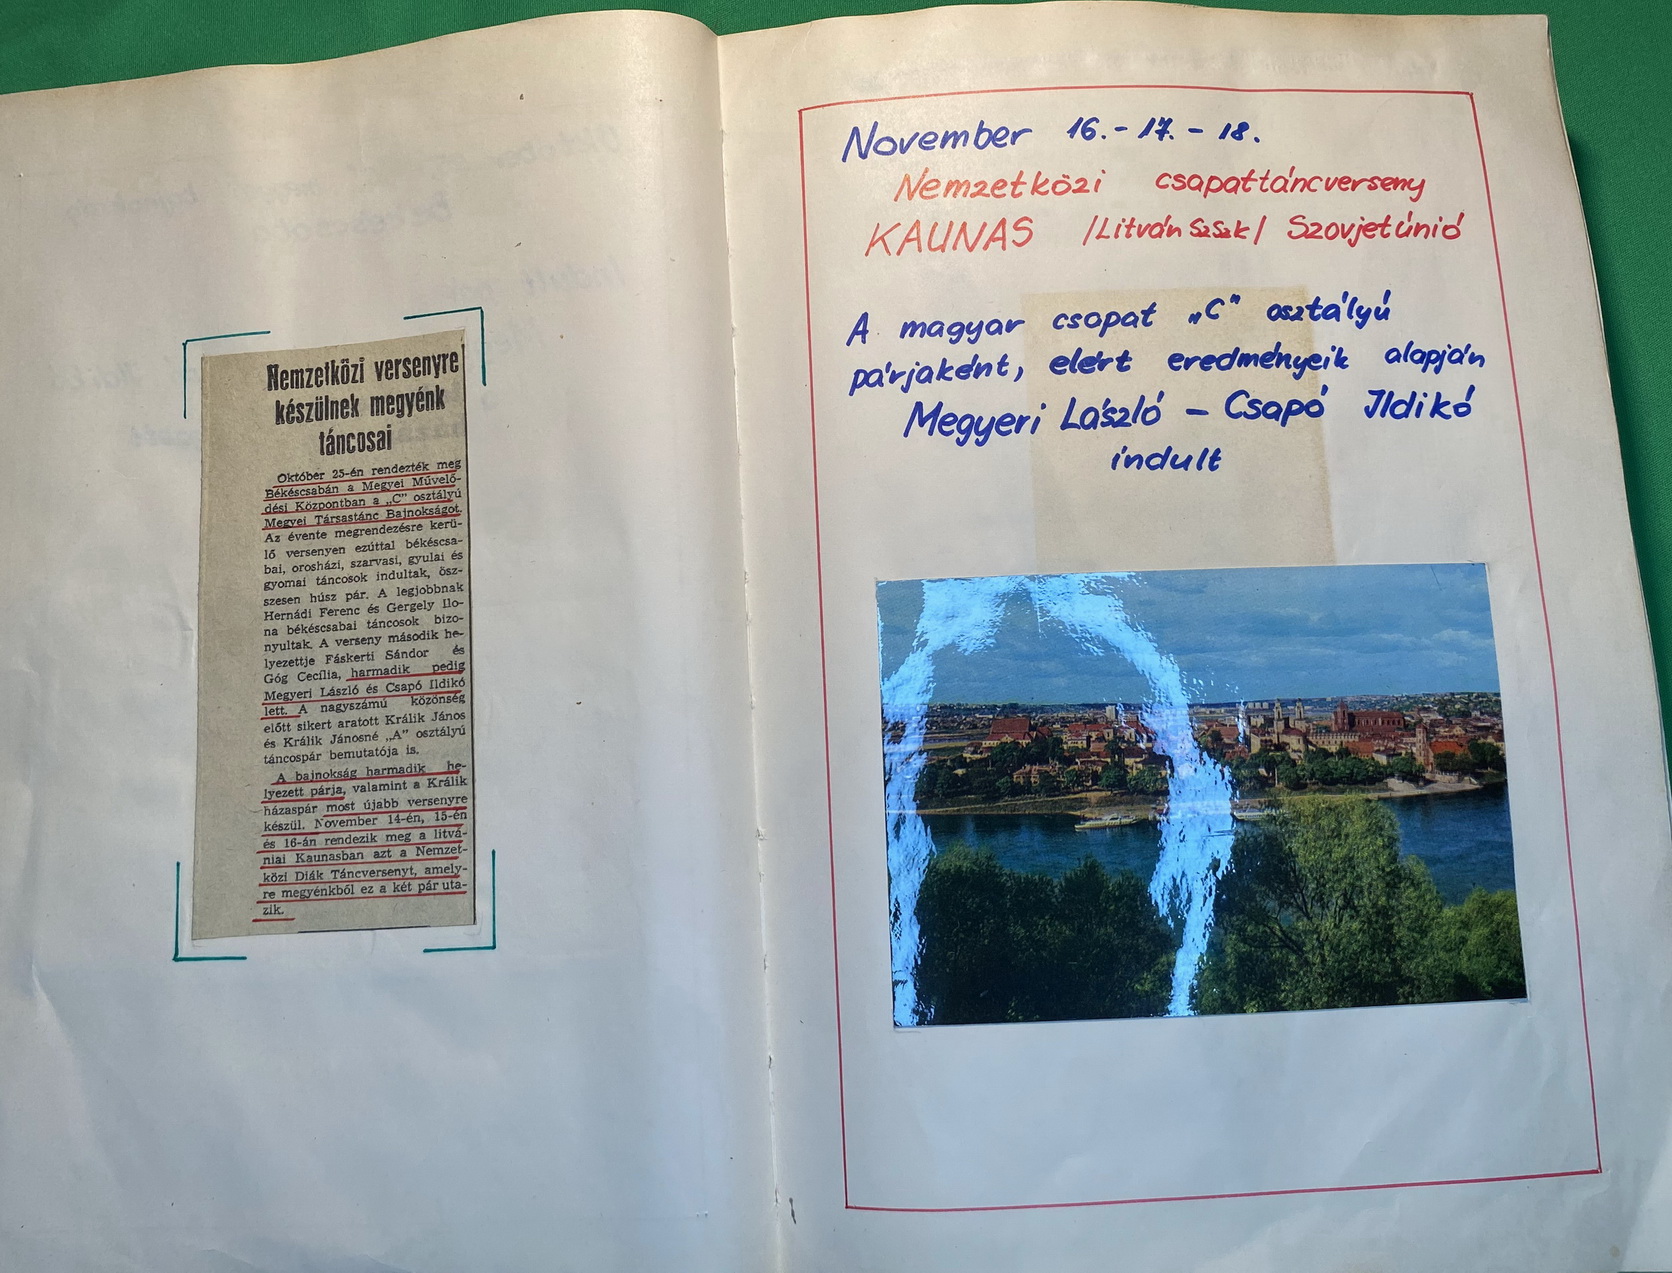 Nemzetközi versenyre
készülnek megyénk
táncosai
Október 25-én rendezték meg
Békéscsabán a Megyei Művelő-
dési Központban a „C" osztályú
Megyei Társastánc Bajnokságot.
Az évente megrendezésre kerü-
lő versenyen ezúttal békéscsa-
bai, orosházi, szarvasi, gyulai és
gyomai táncosok indultak, ösz-
szesen húsz pár. A legjobbnak
Hernádi Ferenc és Gergely Ilo-
na békéscsabai táncosok bizo-
nyultak. A verseny második he-
lyezettje Fáskerti Sándor és
Góg Cecília, harmadik pedig
Megyeri László és Csapó Ildikó
lett. A nagyszámú közönség
előtt sikert aratott Králik János
és Králik Jánosné „A" osztályú
táncospár bemutatója is.
A bajnokság harmadik he-
lyezett párja, valamint a Králik
házaspár most újabb versenyre
készül. November 14-én, 15-én
és 16-án rendezik meg a litvá-
niai Kaunasban azt a Nemzet-
közi Diák Táncversenyt, amely-
re megyénkből ez a két pár uta-
zik.
November 16.-17.-18.
Nemzetközi csapattáncverseny
KAUNAS /Litván SzSzk/ Szovjetúnió
A magyar csapat „C" osztályú
párjaként, elért eredményeik alapján
Megyeri László - Csapó Ildikó
indult